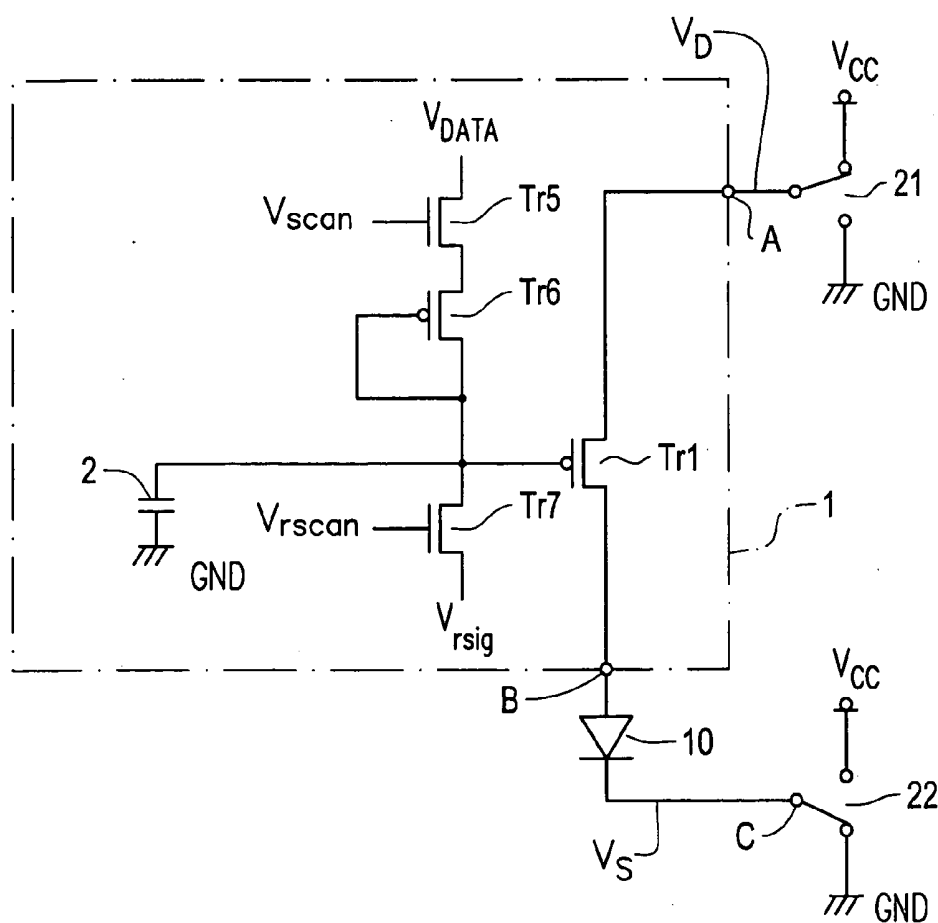 V_D
V_CC
V_DATA
Tr5
V_scan
21
A
Tr6
GND
2
Tr1
Tr7
V_rscan
1
GND
V_rsig
V_CC
B
10
22
C
V_S
GND